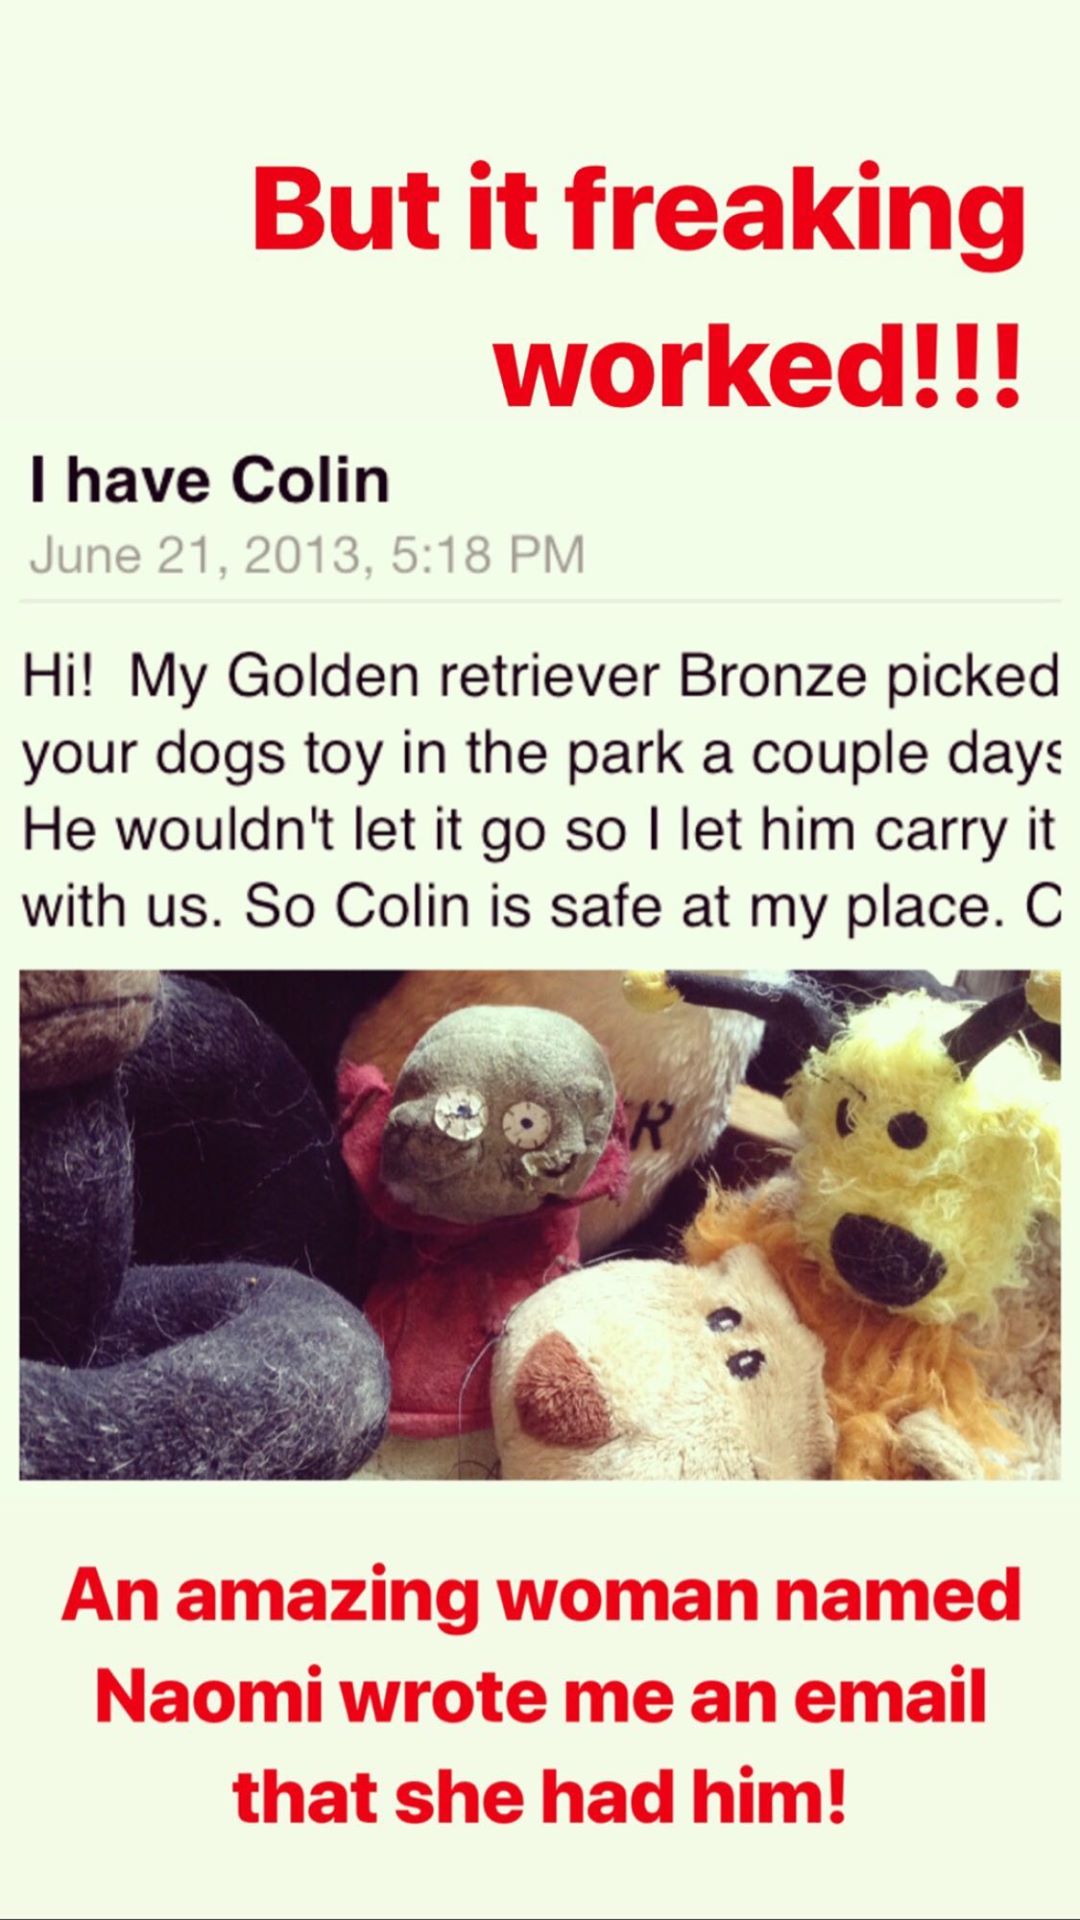 But it freaking
worked!!!
I have Colin
June 21, 2013, 5:18 PM
Hi!  My Golden retriever Bronze picked
your dogs toy in the park a couple days
He wouldn't let it go so I let him carry it
with us. So Colin is safe at my place. C
R
An amazing woman named
Naomi wrote me an email
that she had him!